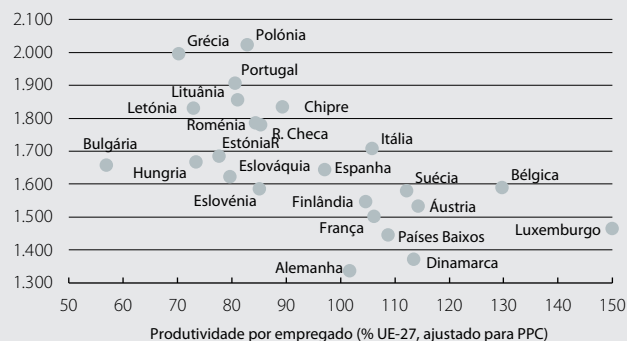 2.100
2.000
1.900
1.800
1.700
1.600
1.500
1.400
1.300
Grécia
Polónia
Portugal
Lituânia
Letónia
Chipre
Roménia
R. Checa
Bulgária
EstóniaR
Itália
Hungria
Eslováquia
Espanha
Suécia
Bélgica
Eslovénia
Finlândia
Áustria
França
Países Baixos
Luxemburgo
Alemanha
Dinamarca
50 60 70 80 90 100 110 120 130 140 150
Produtividade por empregado (% UE-27, ajustado para PPC)